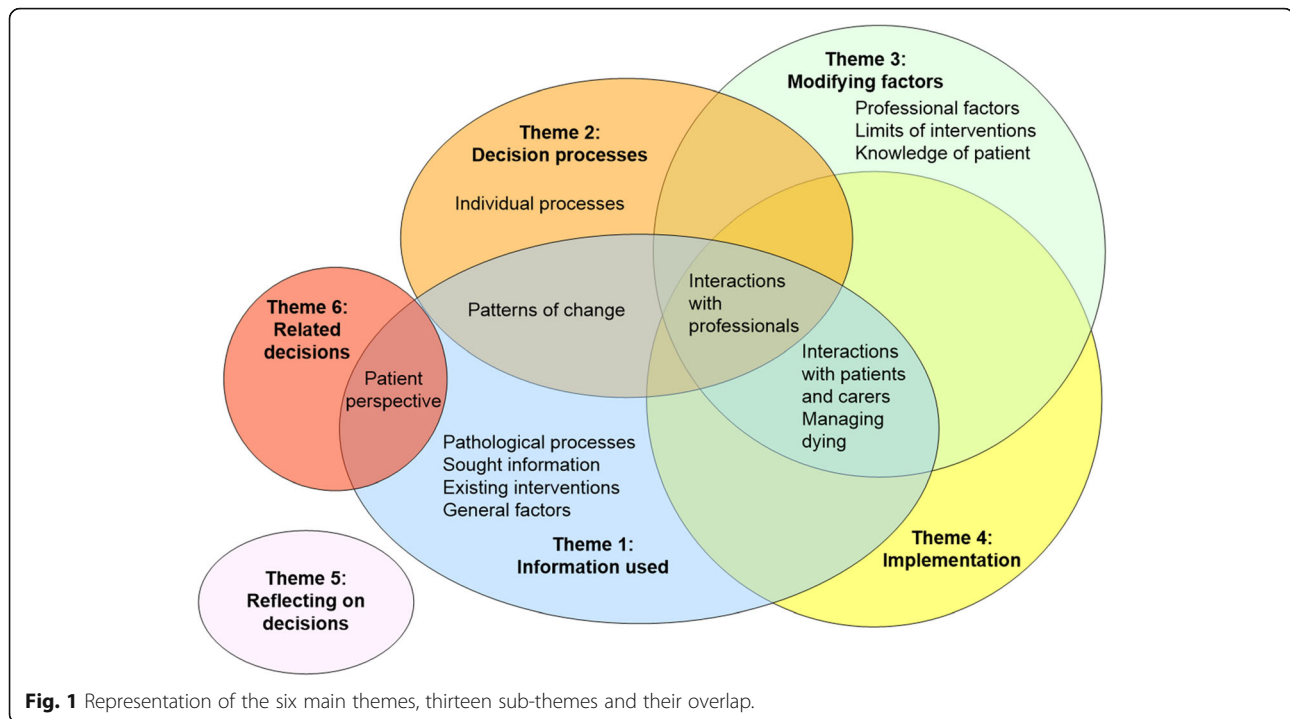 Theme 3:
Modifying factors
Professional factors
Limits of interventions
Knowledge of patient
Theme 2:
Decision processes
Individual processes
Interactions
with
professionals
Patterns of change
Theme 6:
Related
decisions
Patient
perspective
Interactions
with patients
and carers
Managing
dying
Pathological processes
Sought information
Existing interventions
General factors
Theme 1:
Information used
Theme 4:
Implementation
Theme 5:
Reflecting on
decisions
Fig. 1 Representation of the six main themes, thirteen sub-themes and their overlap.